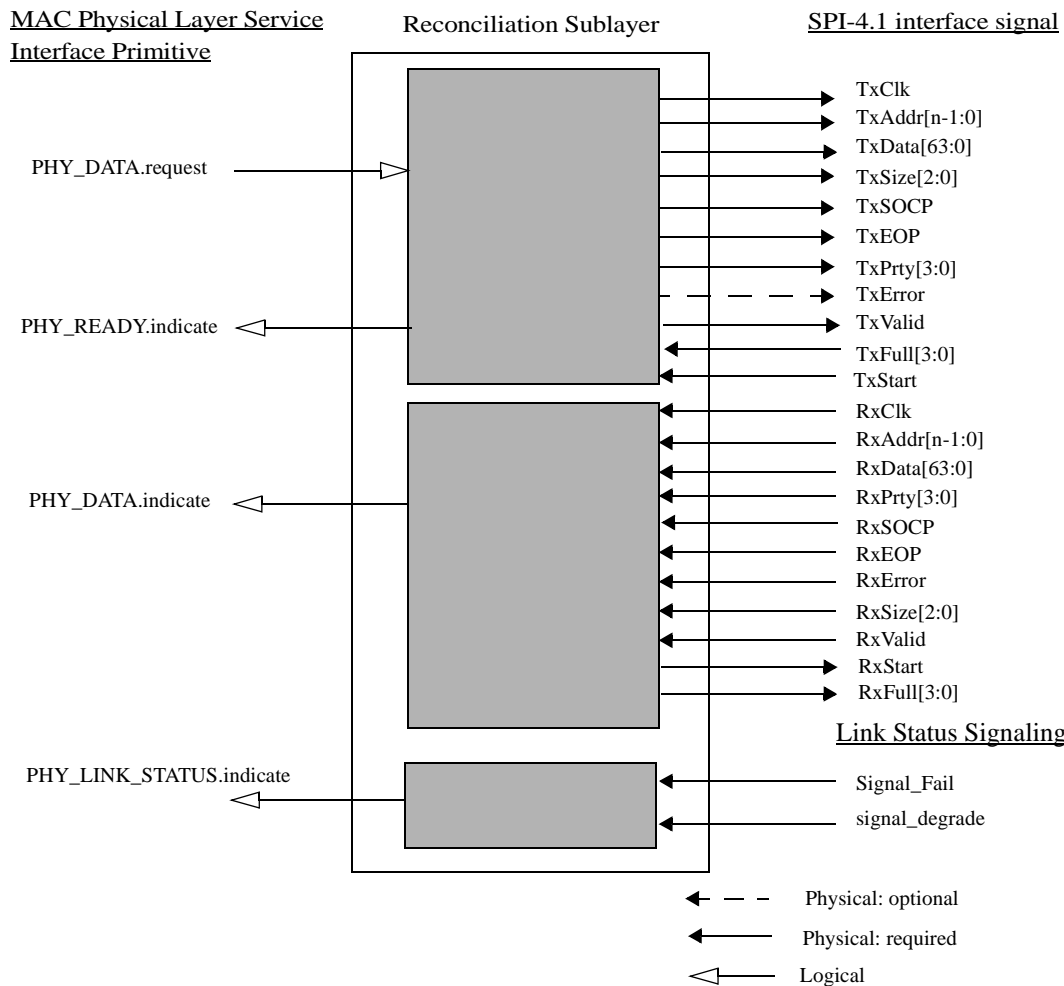 MAC Physical Layer Service
Interface Primitive
Reconciliation Sublayer
SPI-4.1 interface signal
PHY_DATA.request
PHY_READY.indicate
TxClk
TxAddr[n-1:0]
TxData[63:0]
TxSize[2:0]
TxSOCP
TxEOP
TxPrty[3:0]
TxError
TxValid
TxFull[3:0]
TxStart
PHY_DATA.indicate
RxClk
RxAddr[n-1:0]
RxData[63:0]
RxPrty[3:0]
RxSOCP
RxEOP
RxError
RxSize[2:0]
RxValid
RxStart
RxFull[3:0]
Link Status Signaling
PHY_LINK_STATUS.indicate
Signal_Fail
signal_degrade
Physical: optional
Physical: required
Logical